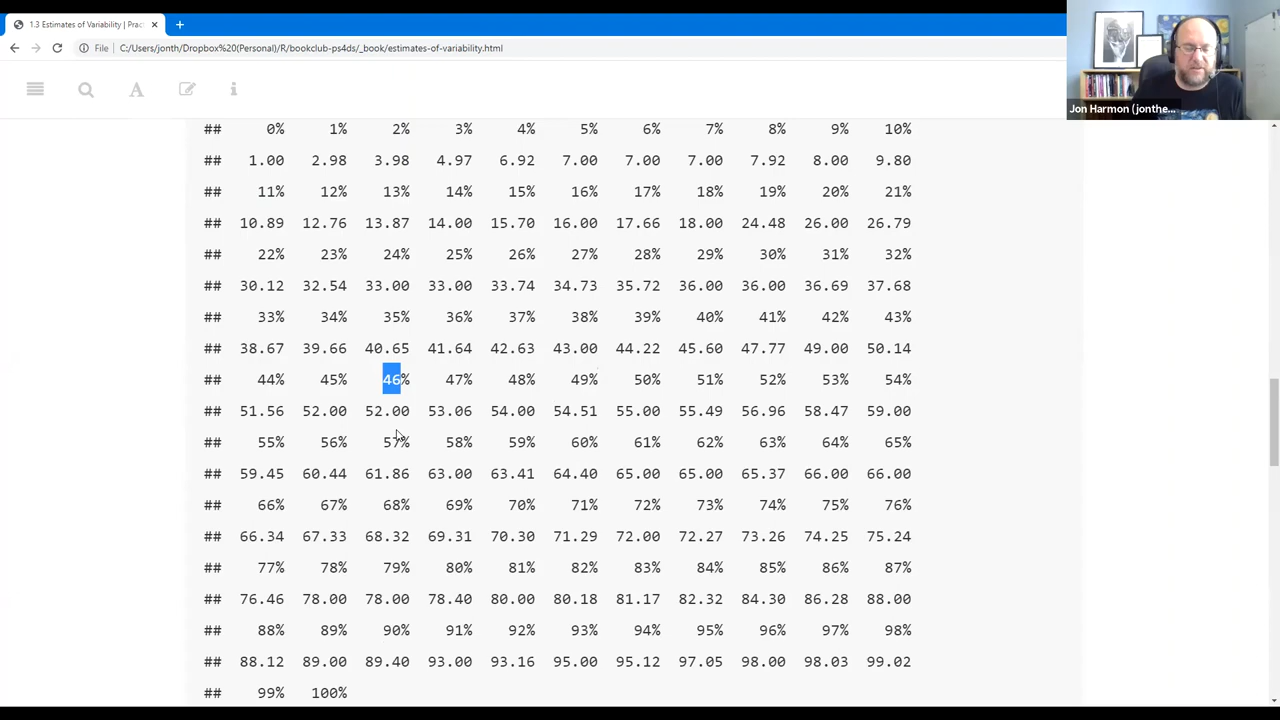 1.3 Estimates of Variability | Prac
File C:/Users/jonth/Dropbox%20(Personal)/R/bookclub-ps4ds/_book/estimates-of-variability.html
Jon Harmon (jonthe...
## 0% 1% 2% 3% 4% 5% 6% 7% 8% 9% 10%
## 1.00 2.98 3.98 4.97 6.92 7.00 7.00 7.00 7.92 8.00 9.80
## 11% 12% 13% 14% 15% 16% 17% 18% 19% 20% 21%
## 10.89 12.76 13.87 14.00 15.70 16.00 17.66 18.00 24.48 26.00 26.79
## 22% 23% 24% 25% 26% 27% 28% 29% 30% 31% 32%
## 30.12 32.54 33.00 33.00 33.74 34.73 35.72 36.00 36.00 36.69 37.68
## 33% 34% 35% 36% 37% 38% 39% 40% 41% 42% 43%
## 38.67 39.66 40.65 41.64 42.63 43.00 44.22 45.60 47.77 49.00 50.14
## 44% 45% 46% 47% 48% 49% 50% 51% 52% 53% 54%
## 51.56 52.00 52.00 53.06 54.00 54.51 55.00 55.49 56.96 58.47 59.00
## 55% 56% 57% 58% 59% 60% 61% 62% 63% 64% 65%
## 59.45 60.44 61.86 63.00 63.41 64.40 65.00 65.00 65.37 66.00 66.00
## 66% 67% 68% 69% 70% 71% 72% 73% 74% 75% 76%
## 66.34 67.33 68.32 69.31 70.30 71.29 72.00 72.27 73.26 74.25 75.24
## 77% 78% 79% 80% 81% 82% 83% 84% 85% 86% 87%
## 76.46 78.00 78.00 78.40 80.00 80.18 81.17 82.32 84.30 86.28 88.00
## 88% 89% 90% 91% 92% 93% 94% 95% 96% 97% 98%
## 88.12 89.00 89.40 93.00 93.16 95.00 95.12 97.05 98.00 98.03 99.02
## 99% 100%